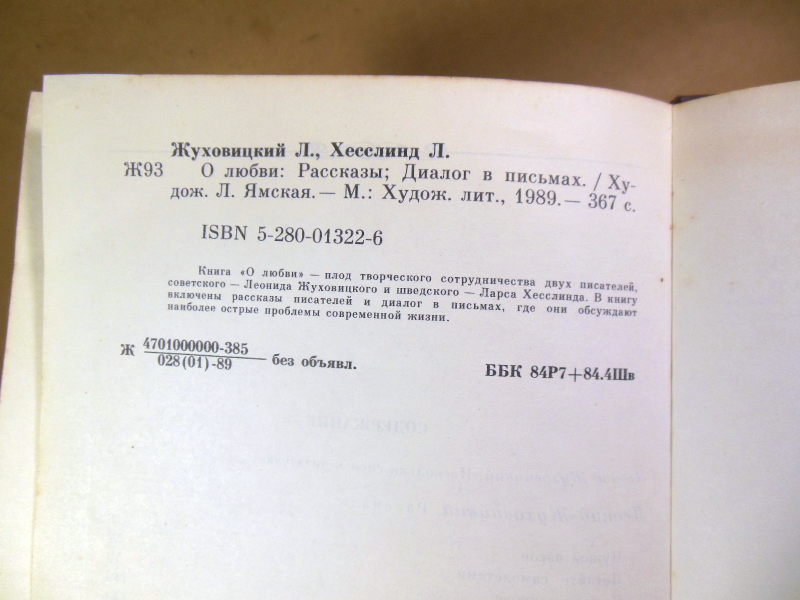 Жуховицкий Л., Хесслинд Л.
Ж93 О любви: Рассказы; Диалог в письмах. / Ху-
дож. Л. Ямская. — М.: Худож. лит., 1989. — 367 с.
ISBN 5-280-01322-6
Книга «О любви» — плод творческого сотрудничества двух писателей,
советского — Леонида Жуховицкого и шведского — Ларса Хесслинда. В книгу
включены рассказы писателей и диалог в письмах, где они обсуждают
наиболее острые проблемы современной жизни.
Ж 4701000000-385
028(01)-89 без объявл.
ББК 84Р7+84.4Шв